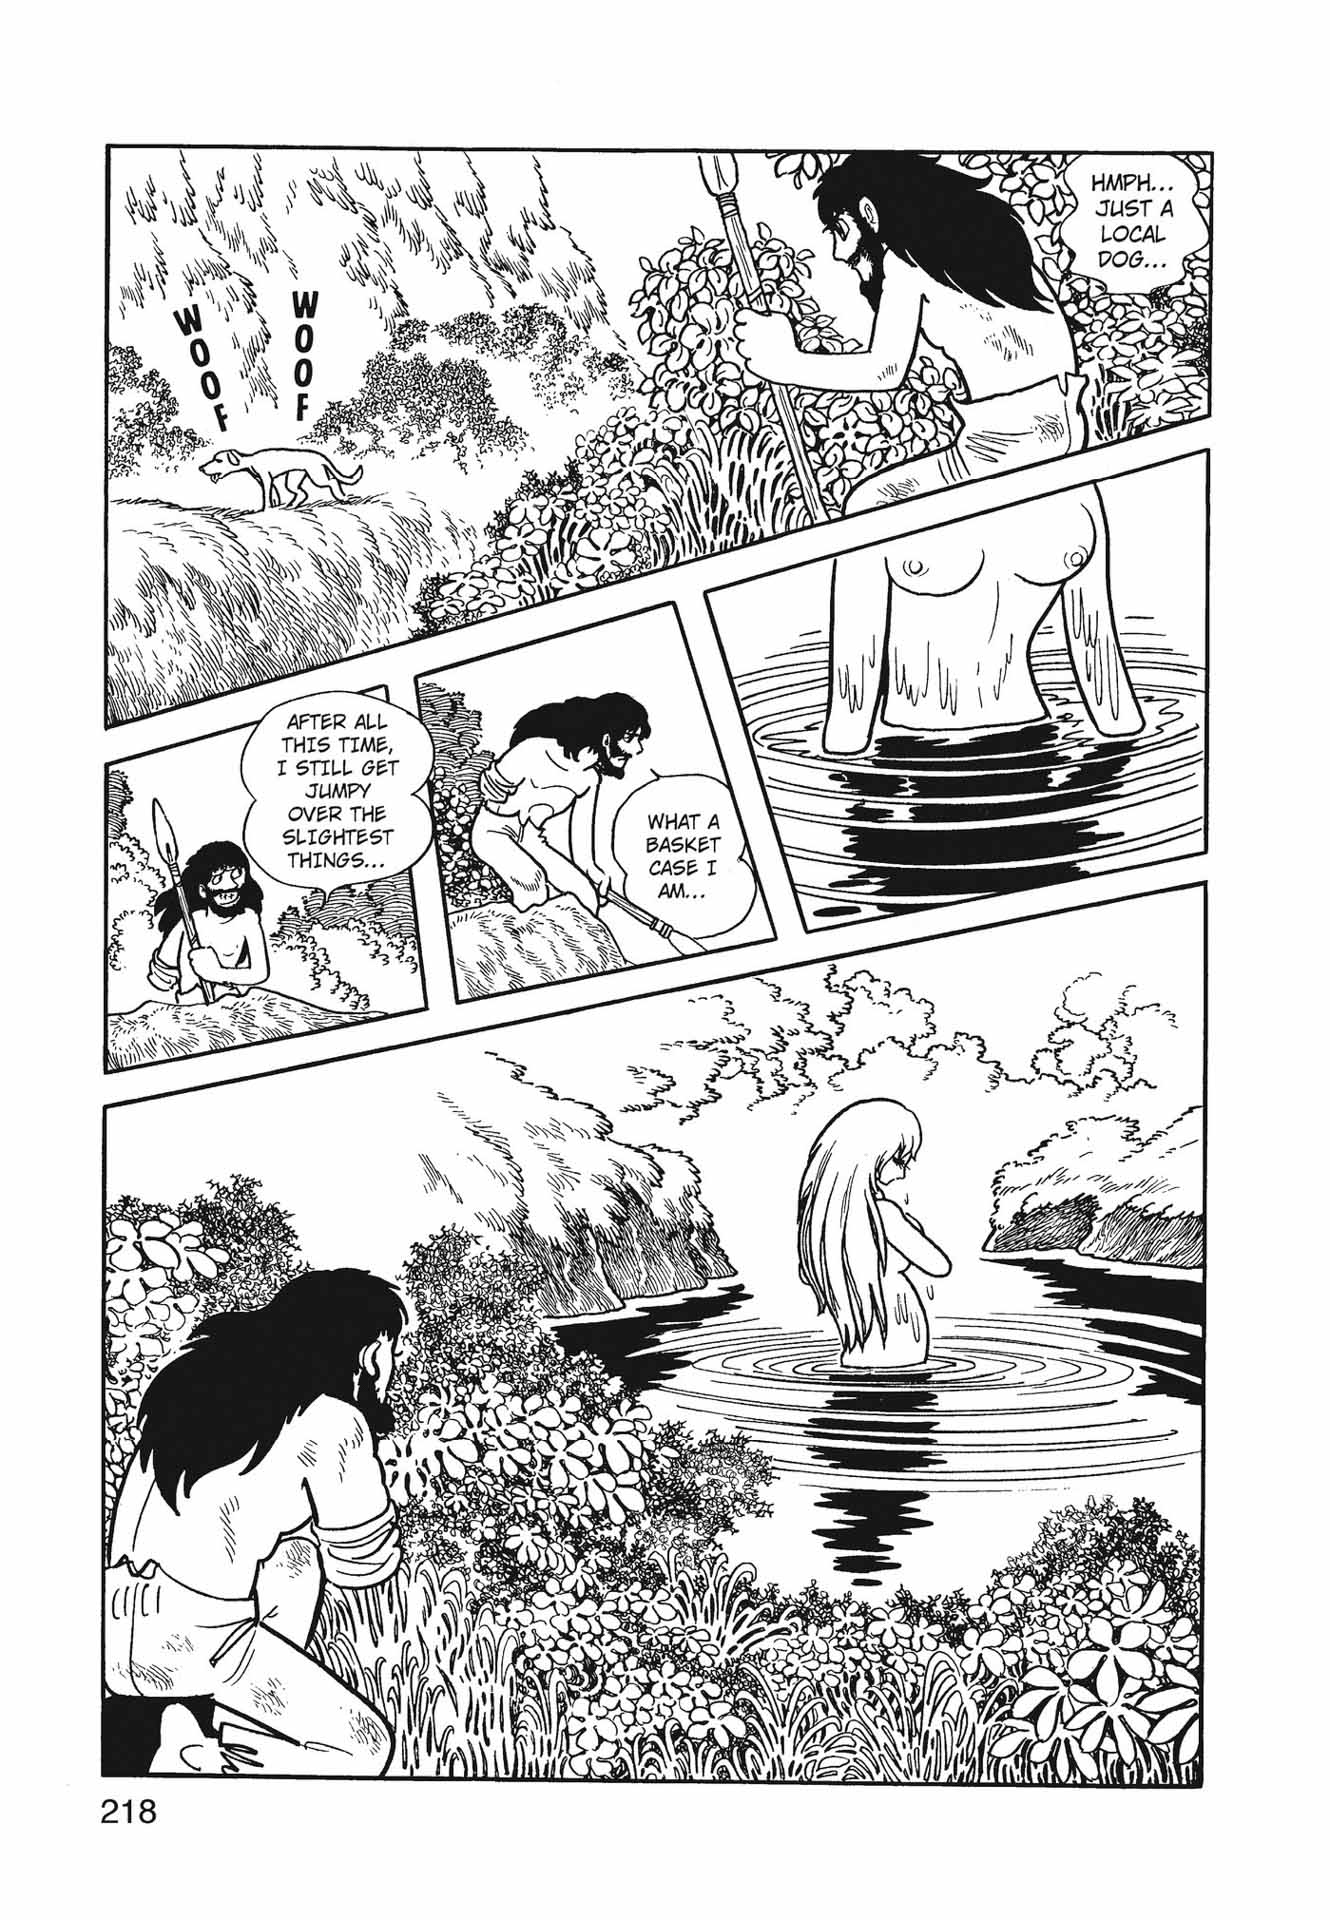 HMPH...
JUST A
LOCAL
DOG...
WOOF
WOOF
AFTER ALL
THIS TIME,
I STILL GET
JUMPY
OVER THE
SLIGHTEST
THINGS...
WHAT A
BASKET
CASE I
AM...
218